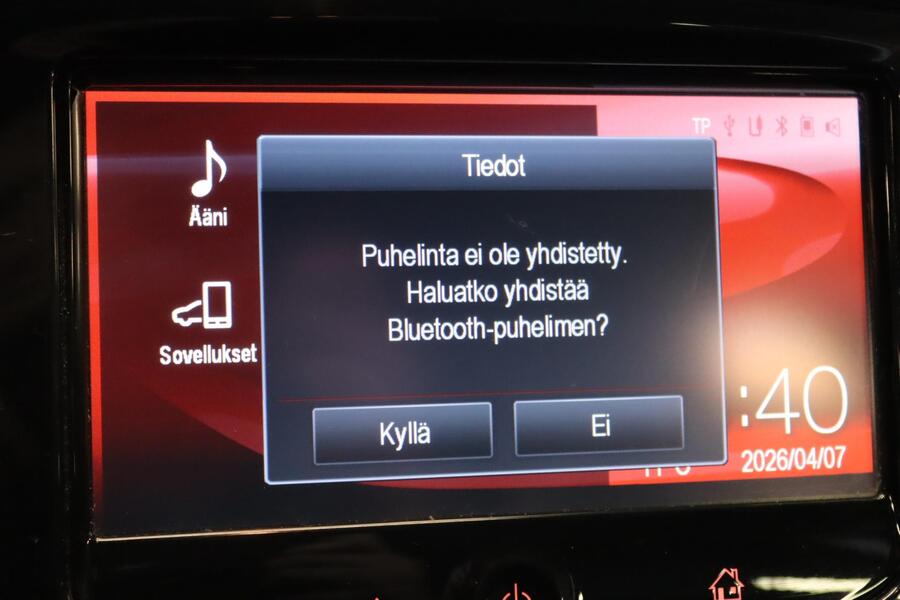 TP
Tiedot
Ääni
Puhelinta ei ole yhdistetty.
Haluatko yhdistää
Bluetooth-puhelimen?
Sovellukset
:40
Kyllä
Ei
2026/04/07